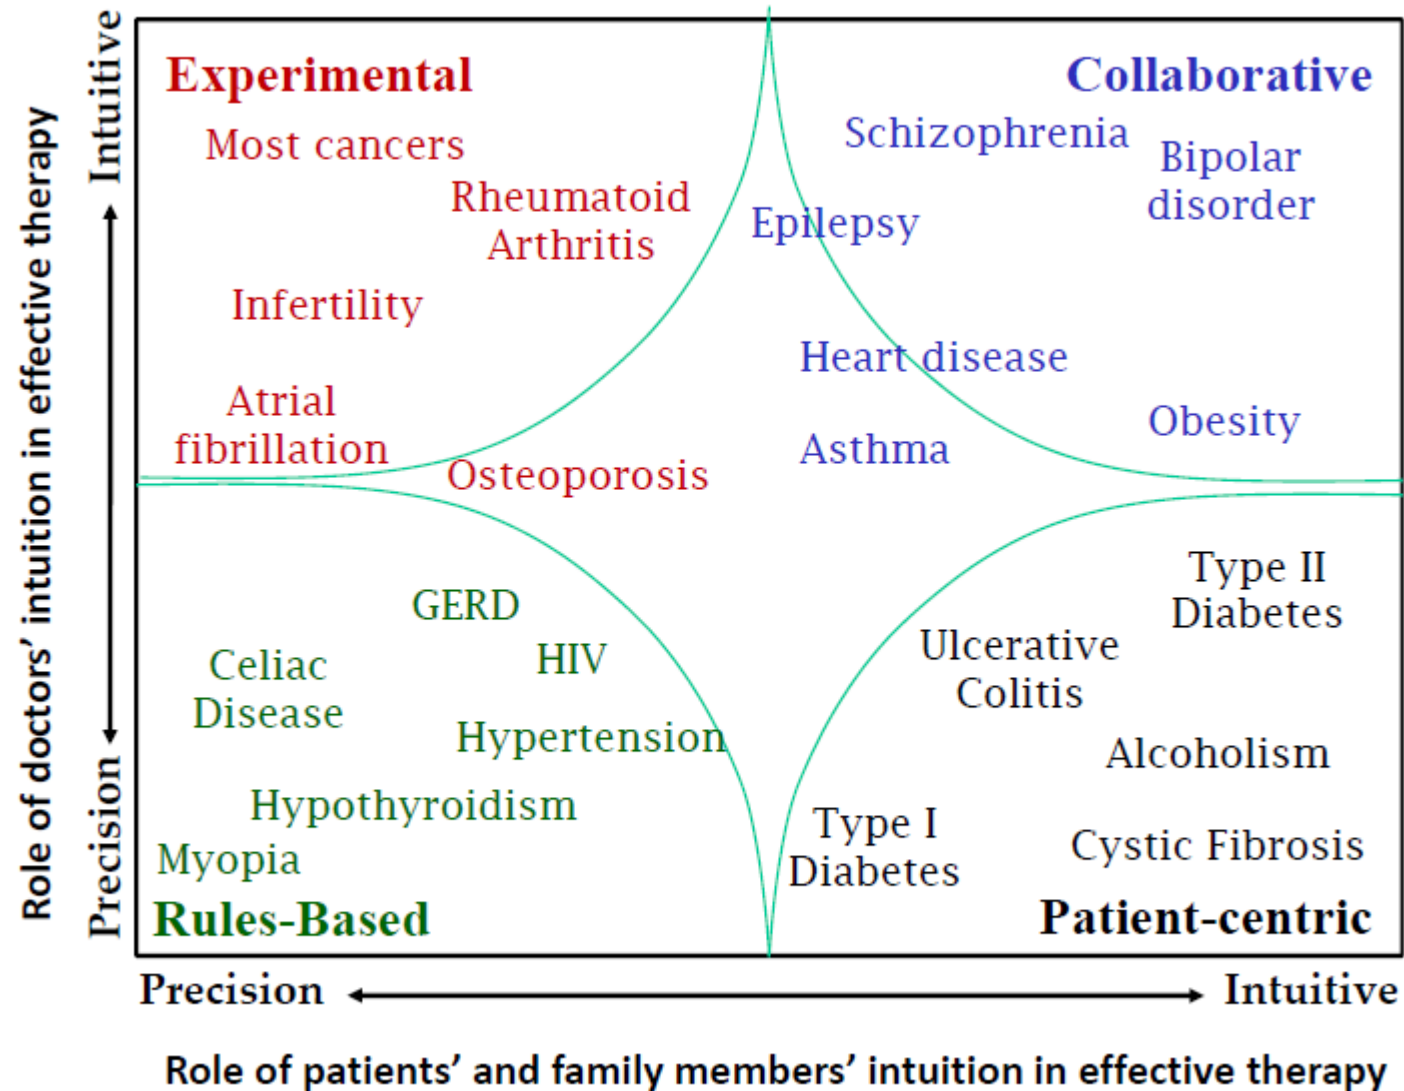 Role of doctors' intuition in effective therapy
Intuitive
Precision
Experimental
Most cancers
Rheumatoid
Arthritis
Infertility
Atrial
fibrillation
Osteoporosis
Collaborative
Schizophrenia
Bipolar
disorder
Epilepsy
Heart disease
Obesity
Asthma
GERD
HIV
Celiac
Disease
Hypertension
Hypothyroidism
Myopia
Rules-Based
Type II
Diabetes
Ulcerative
Colitis
Alcoholism
Type I
Diabetes
Cystic Fibrosis
Patient-centric
Precision
Intuitive
Role of patients' and family members' intuition in effective therapy